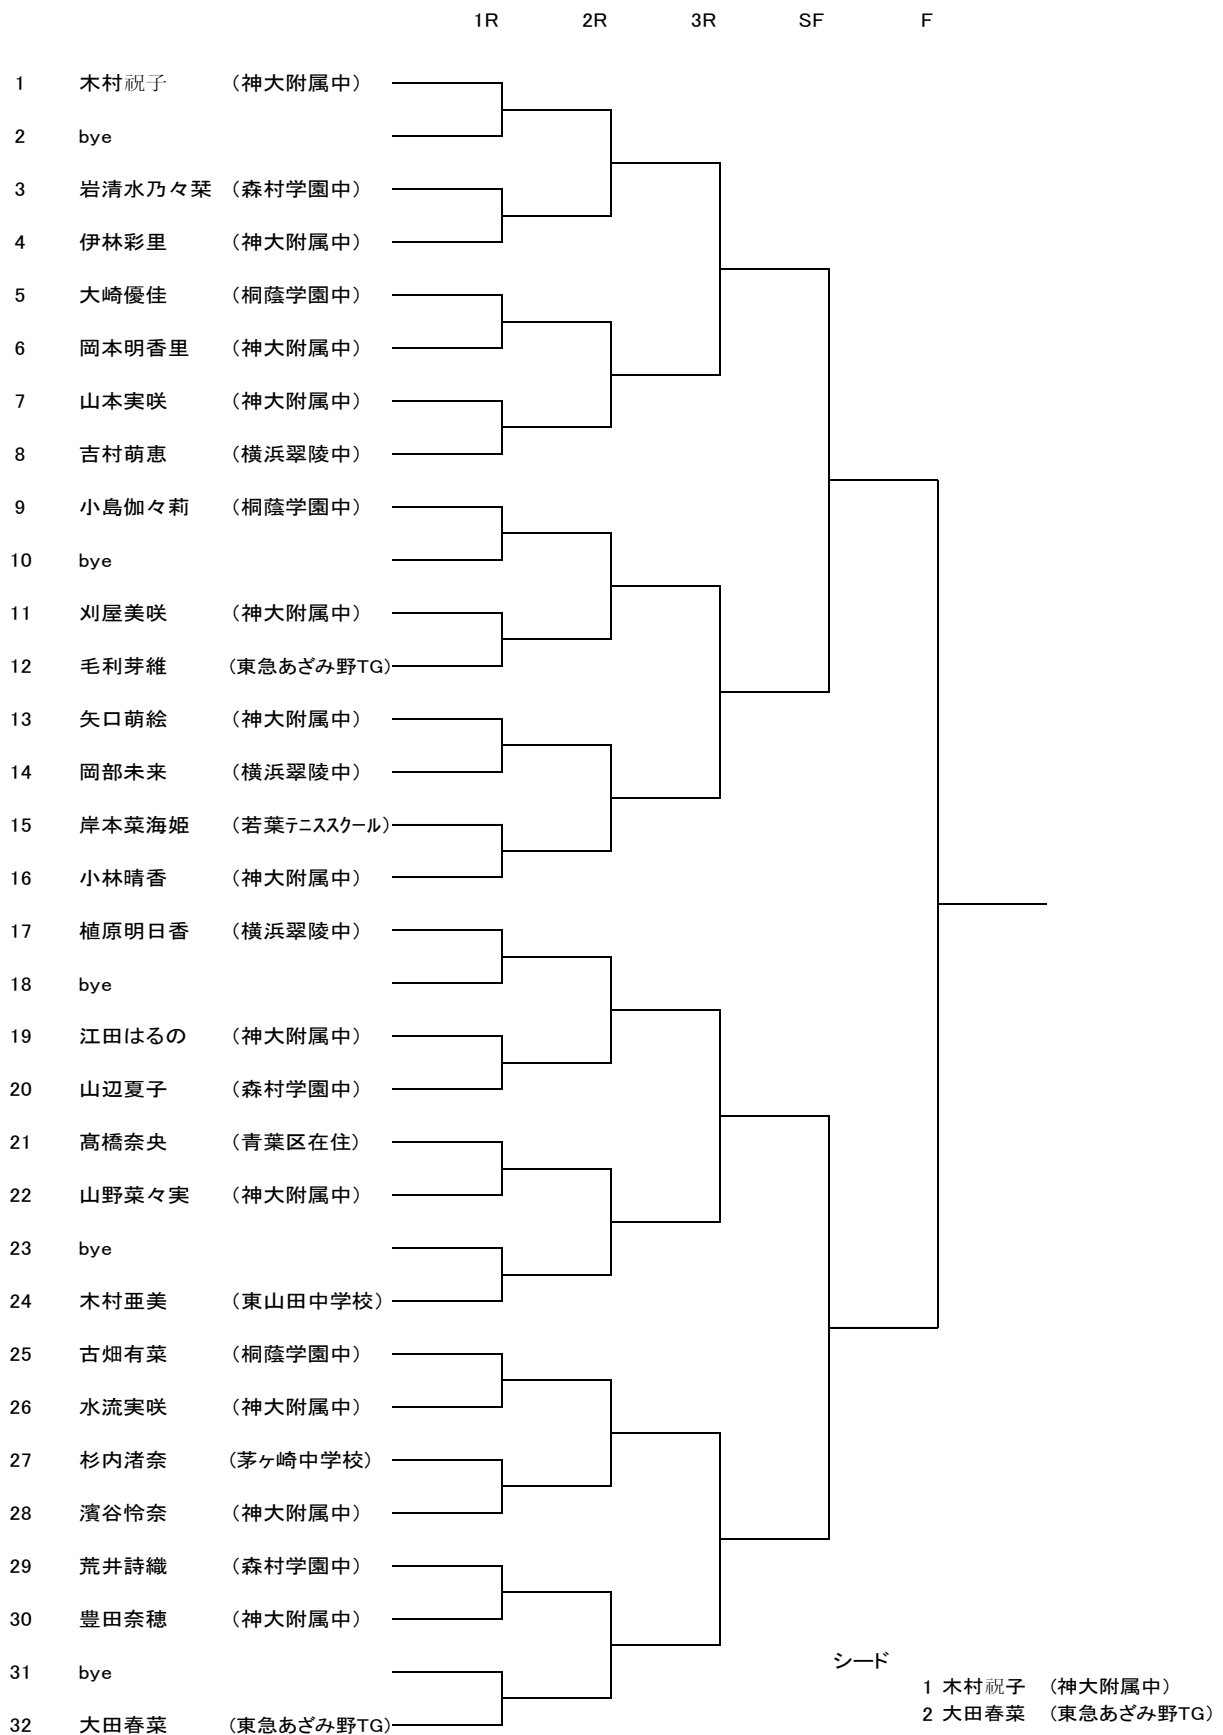 1R 2R 3R SF F
1 木村祝子 （神大附属中）
2 bye
3 岩清水乃々栞 （森村学園中）
4 伊林彩里 （神大附属中）
5 大崎優佳 （桐蔭学園中）
6 岡本明香里 （神大附属中）
7 山本実咲 （神大附属中）
8 吉村萌恵 （横浜翠陵中）
9 小島伽々莉 （桐蔭学園中）
10 bye
11 刈屋美咲 （神大附属中）
12 毛利芽維 （東急あざみ野TG）
13 矢口萌絵 （神大附属中）
14 岡部未来 （横浜翠陵中）
15 岸本菜海姫 （若葉テニススクール）
16 小林晴香 （神大附属中）
17 植原明日香 （横浜翠陵中）
18 bye
19 江田はるの （神大附属中）
20 山辺夏子 （森村学園中）
21 髙橋奈央 （青葉区在住）
22 山野菜々実 （神大附属中）
23 bye
24 木村亜美 （東山田中学校）
25 古畑有菜 （桐蔭学園中）
26 水流実咲 （神大附属中）
27 杉内渚奈 （茅ヶ崎中学校）
28 濱谷怜奈 （神大附属中）
29 荒井詩織 （森村学園中）
30 豊田奈穂 （神大附属中）
31 bye
32 大田春菜 （東急あざみ野TG）
シード
1 木村祝子 （神大附属中）
2 大田春菜 （東急あざみ野TG）